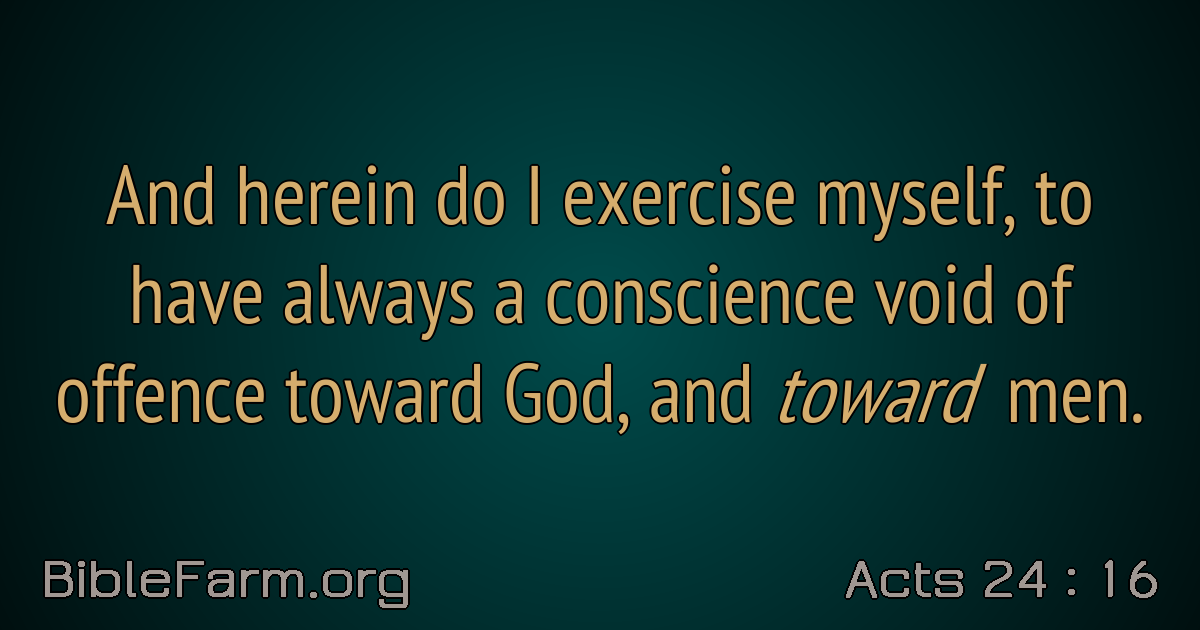 And herein do I exercise myself, to
have always a conscience void of
offence toward God, and toward men.
BibleFarm.org
Acts 24 : 16